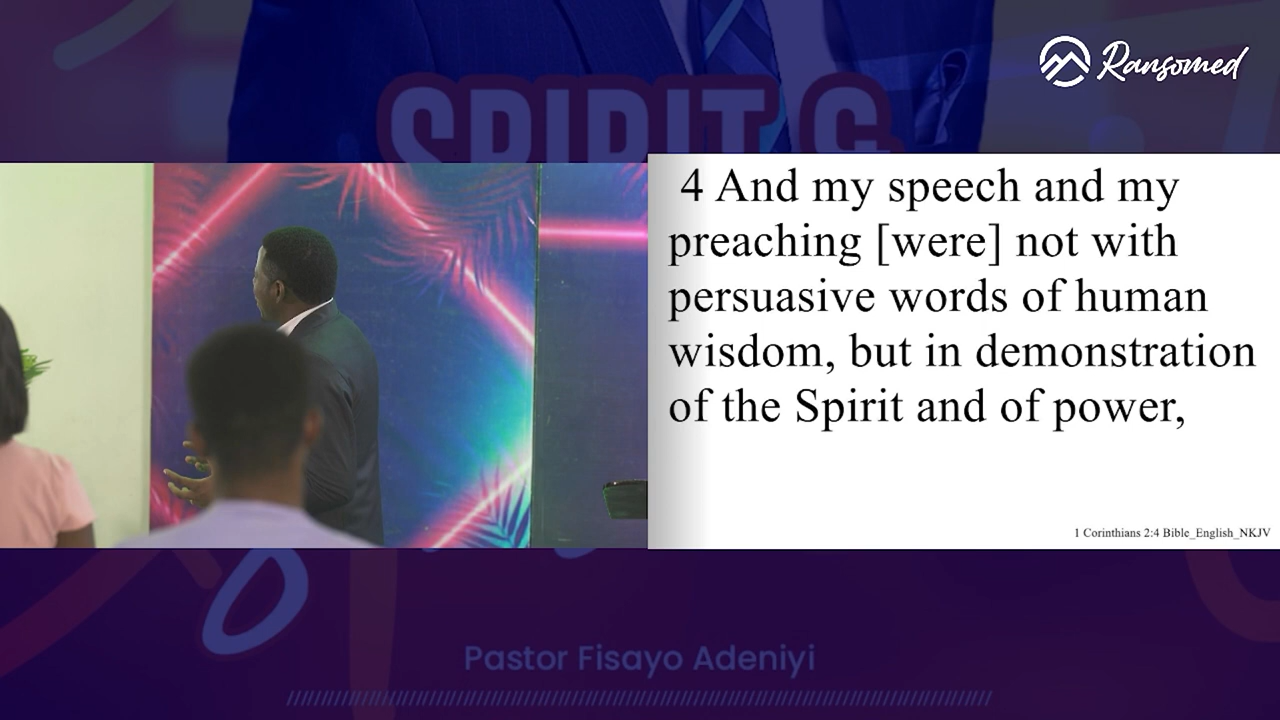 Ransomed
SPIRIT G
4 And my speech and my
preaching [were] not with
persuasive words of human
wisdom, but in demonstration
of the Spirit and of power,
1 Corinthians 2:4 Bible_English_NKJV
Pastor Fisayo Adeniyi